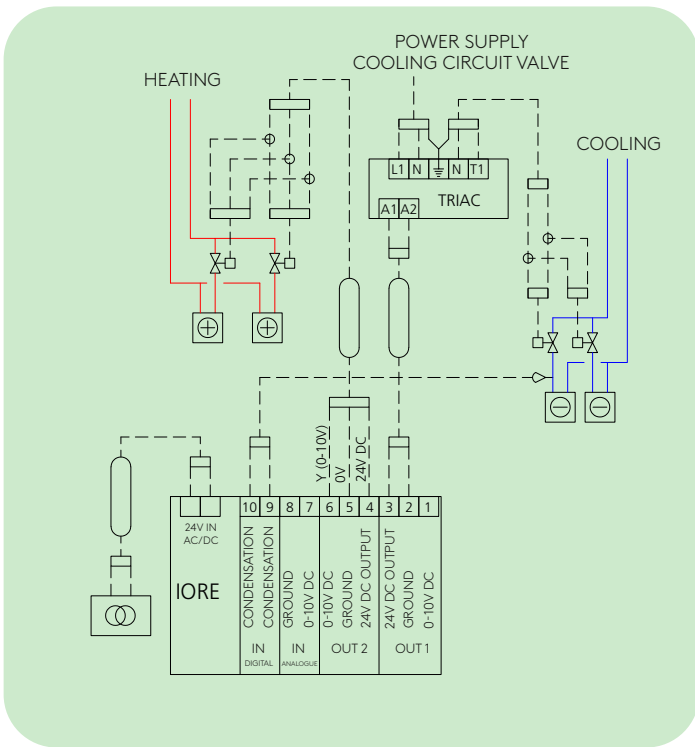 POWER SUPPLY
COOLING CIRCUIT VALVE
HEATING
COOLING
L1 N N T1
TRIAC
A1 A2
Y (0-10V)
0V
24V DC
10 9 8 7 6 5 4 3 2 1
24V IN
AC/DC
IORE
CONDENSATION
CONDENSATION
GROUND
0-10V DC
0-10V DC
GROUND
24V DC OUTPUT
24V DC OUTPUT
GROUND
0-10V DC
IN
DIGITAL
IN
ANALOGUE
OUT 2
OUT 1